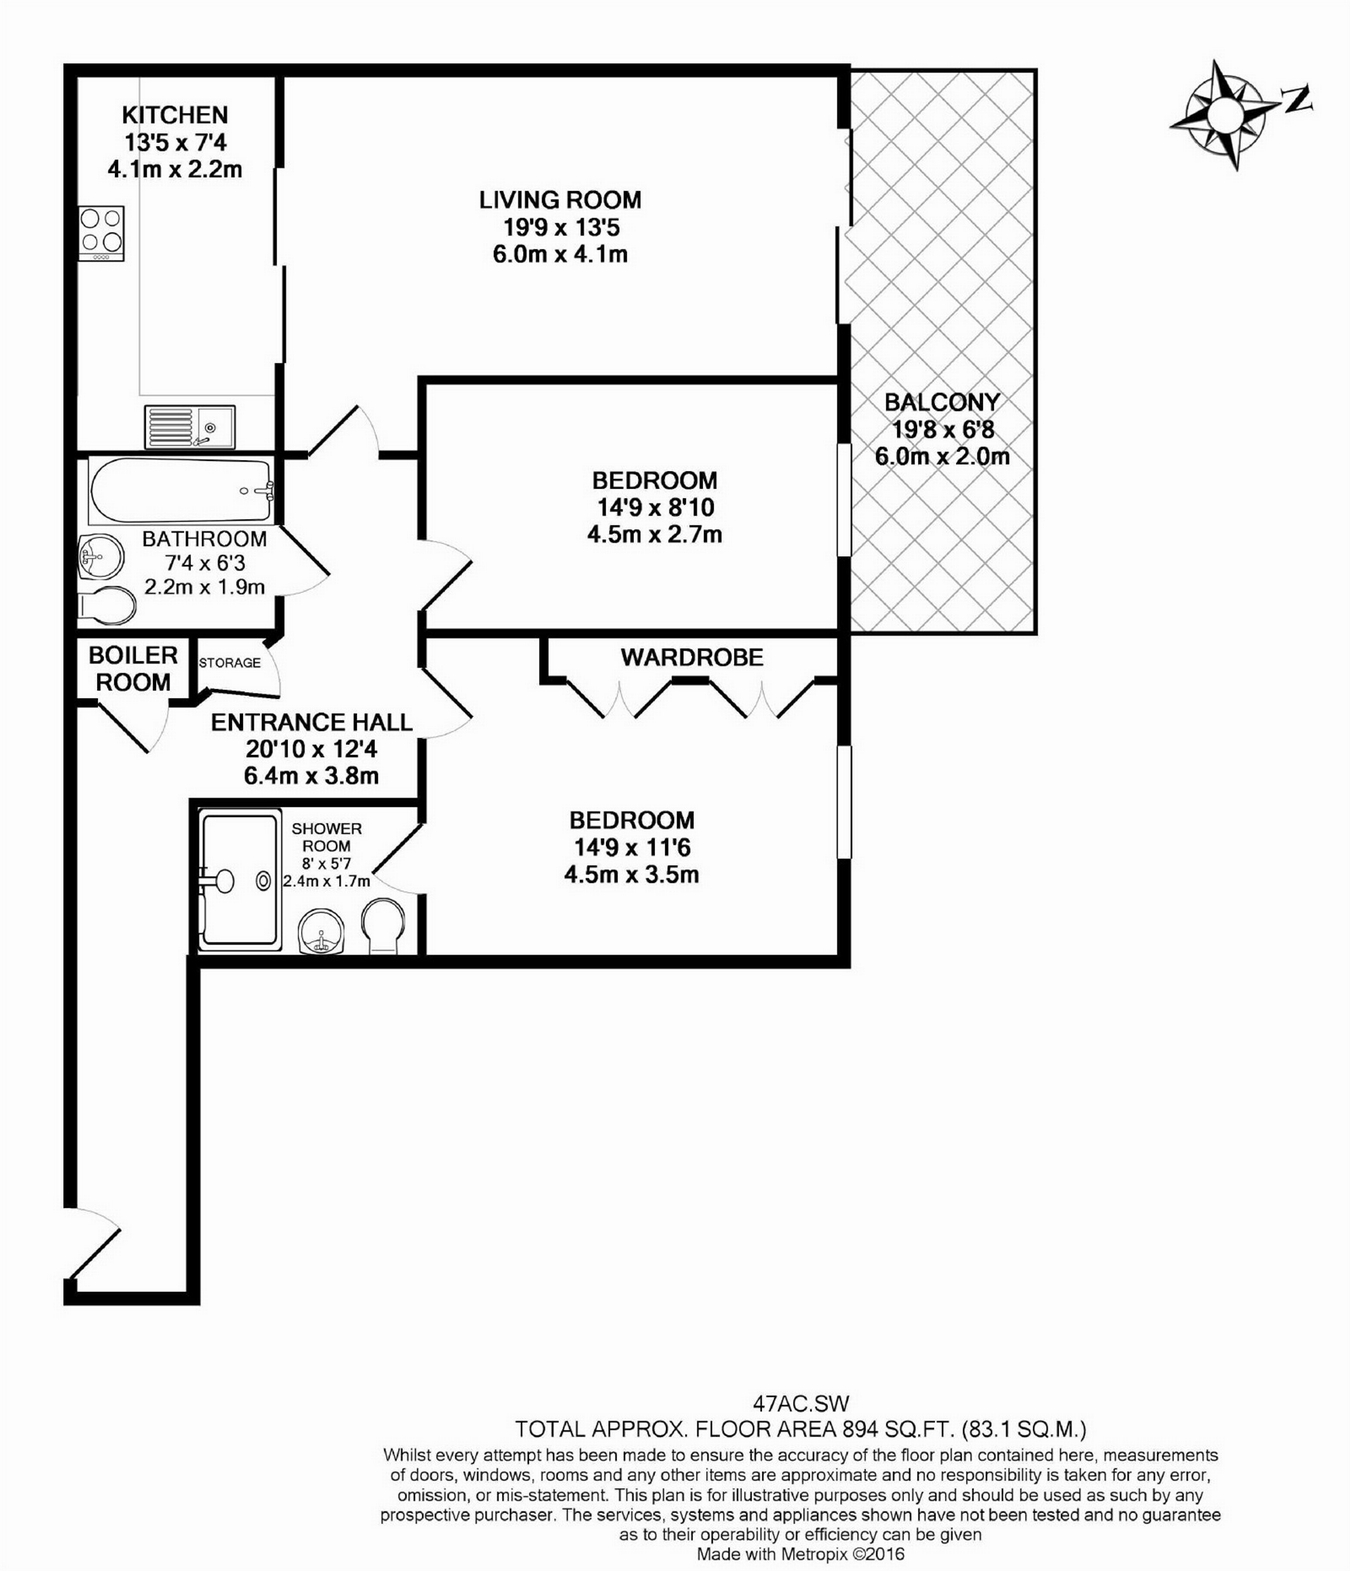 KITCHEN
13'5 x 7'4
4.1m x 2.2m
N
LIVING ROOM
19'9 x 13'5
6.0m x 4.1m
BALCONY
19'8 x 6'8
6.0m x 2.0m
BEDROOM
14'9 x 8'10
4.5m x 2.7m
BATHROOM
7'4 x 6'3
2.2m x 1.9m
BOILER
ROOM
STORAGE
WARDROBE
ENTRANCE HALL
20'10 x 12'4
6.4m x 3.8m
SHOWER
ROOM
8' x 5'7
2.4m x 1.7m
BEDROOM
14'9 x 11'6
4.5m x 3.5m
47AC.SW
TOTAL APPROX. FLOOR AREA 894 SQ.FT. (83.1 SQ.M.)
Whilst every attempt has been made to ensure the accuracy of the floor plan contained here, measurements
of doors, windows, rooms and any other items are approximate and no responsibility is taken for any error,
omission, or mis-statement. This plan is for illustrative purposes only and should be used as such by any
prospective purchaser. The services, systems and appliances shown have not been tested and no guarantee
as to their operability or efficiency can be given
Made with Metropix ©2016